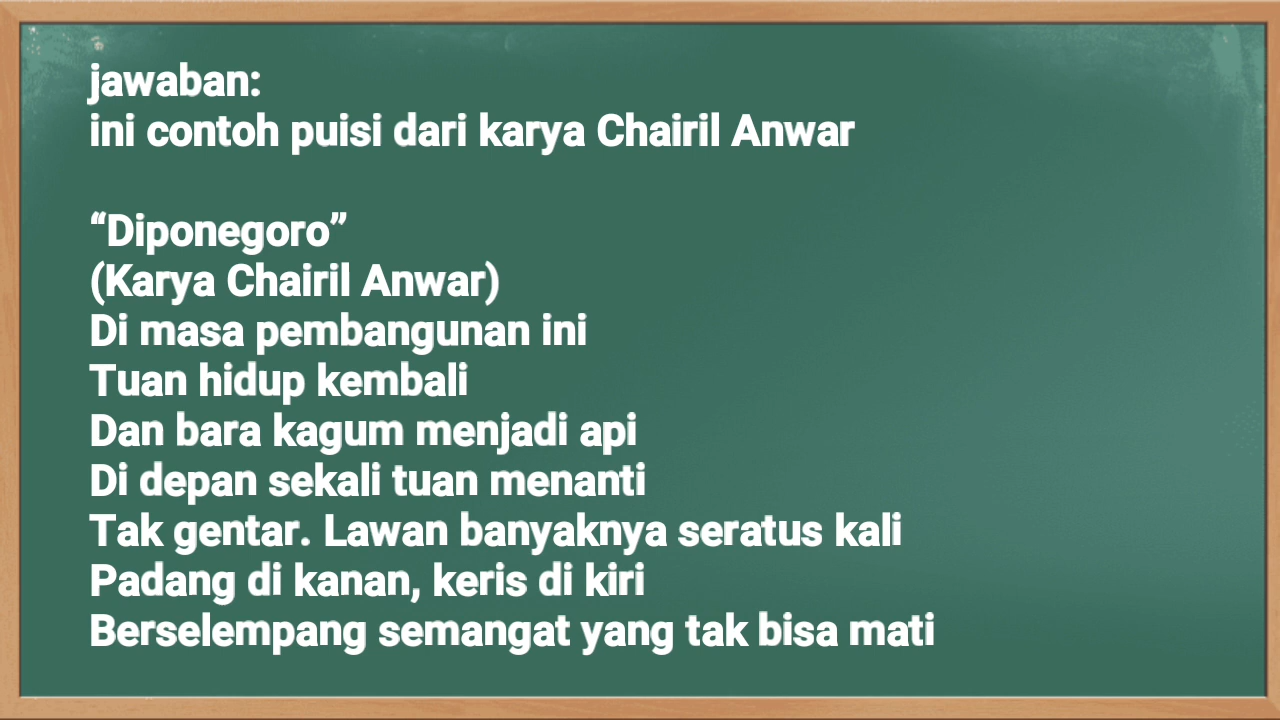 jawaban:
ini contoh puisi dari karya Chairil Anwar
“Diponegoro”
(Karya Chairil Anwar)
Di masa pembangunan ini
Tuan hidup kembali
Dan bara kagum menjadi api
Di depan sekali tuan menanti
Tak gentar. Lawan banyaknya seratus kali
Padang di kanan, keris di kiri
Berselempang semangat yang tak bisa mati